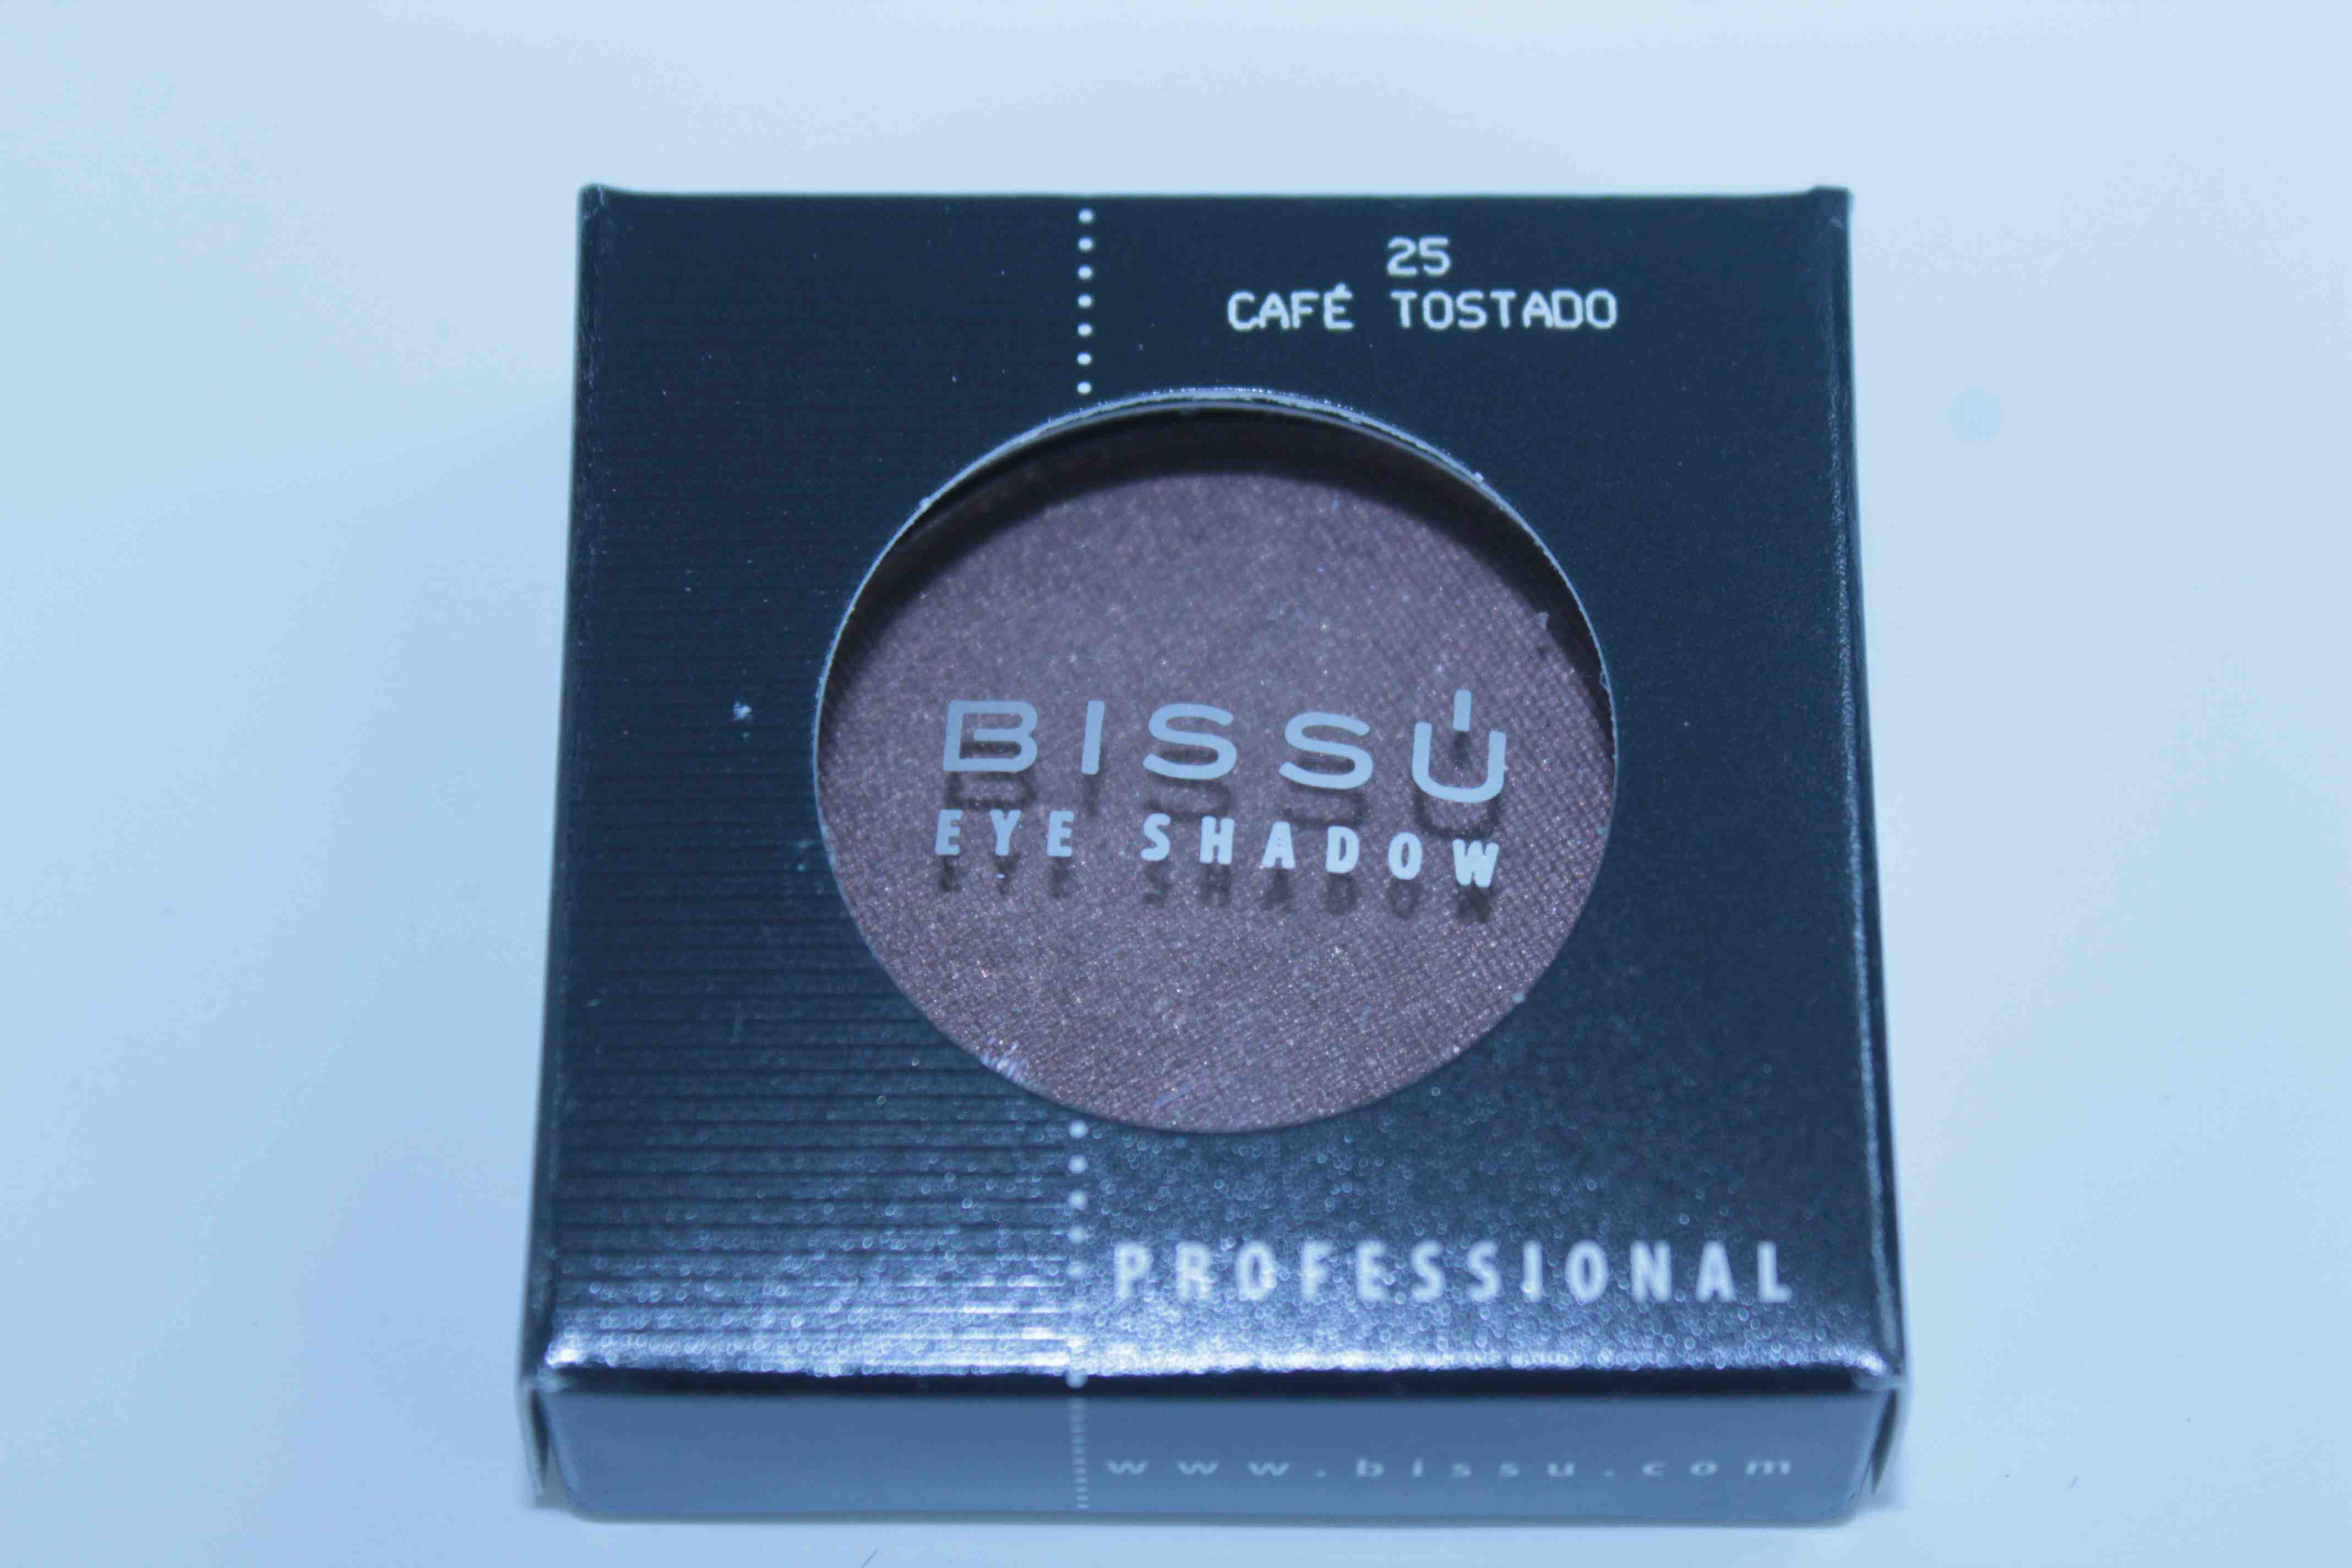 25
CAFÉ TOSTADO
BISSÚ
EYE SHADOW
PROFESSIONAL
www.bissu.com